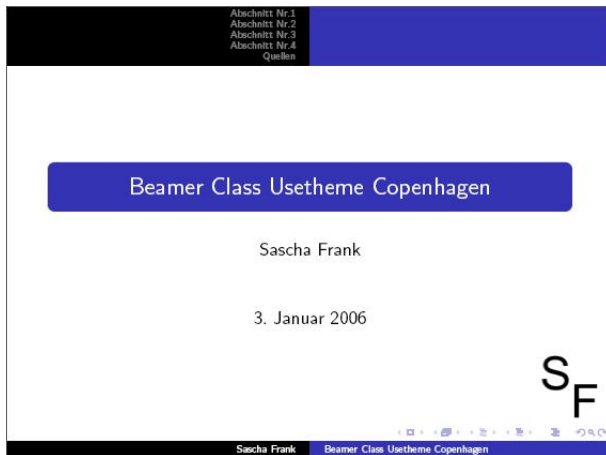 Abschnitt Nr.1
Abschnitt Nr.2
Abschnitt Nr.3
Abschnitt Nr.4
Quellen
Beamer Class Usetheme Copenhagen
Sascha Frank
3. Januar 2006
S
F
Sascha Frank Beamer Class Usetheme Copenhagen